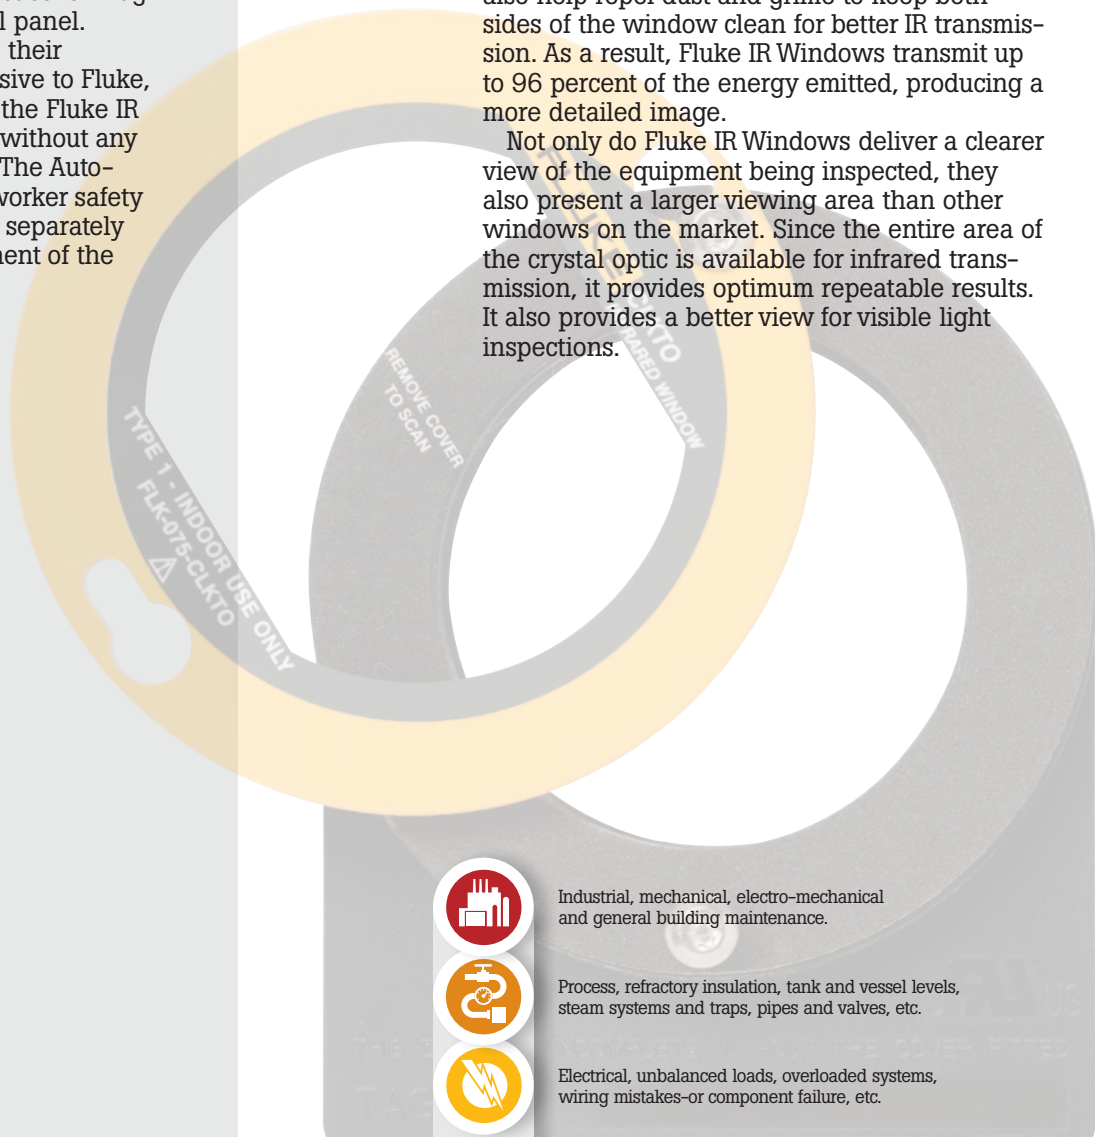 l panel.
their
sive to Fluke,
the Fluke IR
without any
The Auto-
worker safety
separately
ment of the
sides of the window clean for better IR transmis-
sion. As a result, Fluke IR Windows transmit up
to 96 percent of the energy emitted, producing a
more detailed image.
Not only do Fluke IR Windows deliver a clearer
view of the equipment being inspected, they
also present a larger viewing area than other
windows on the market. Since the entire area of
the crystal optic is available for infrared trans-
mission, it provides optimum repeatable results.
It also provides a better view for visible light
inspections.
FLUKE
CLKTO
INFRARED WINDOW
REMOVE COVER
TO SCAN
TYPE 1 - INDOOR USE ONLY
FLK-075-CLKTO
Industrial, mechanical, electro-mechanical
and general building maintenance.
Process, refractory insulation, tank and vessel levels,
steam systems and traps, pipes and valves, etc.
US
Electrical, unbalanced loads, overloaded systems,
wiring mistakes-or component failure, etc.